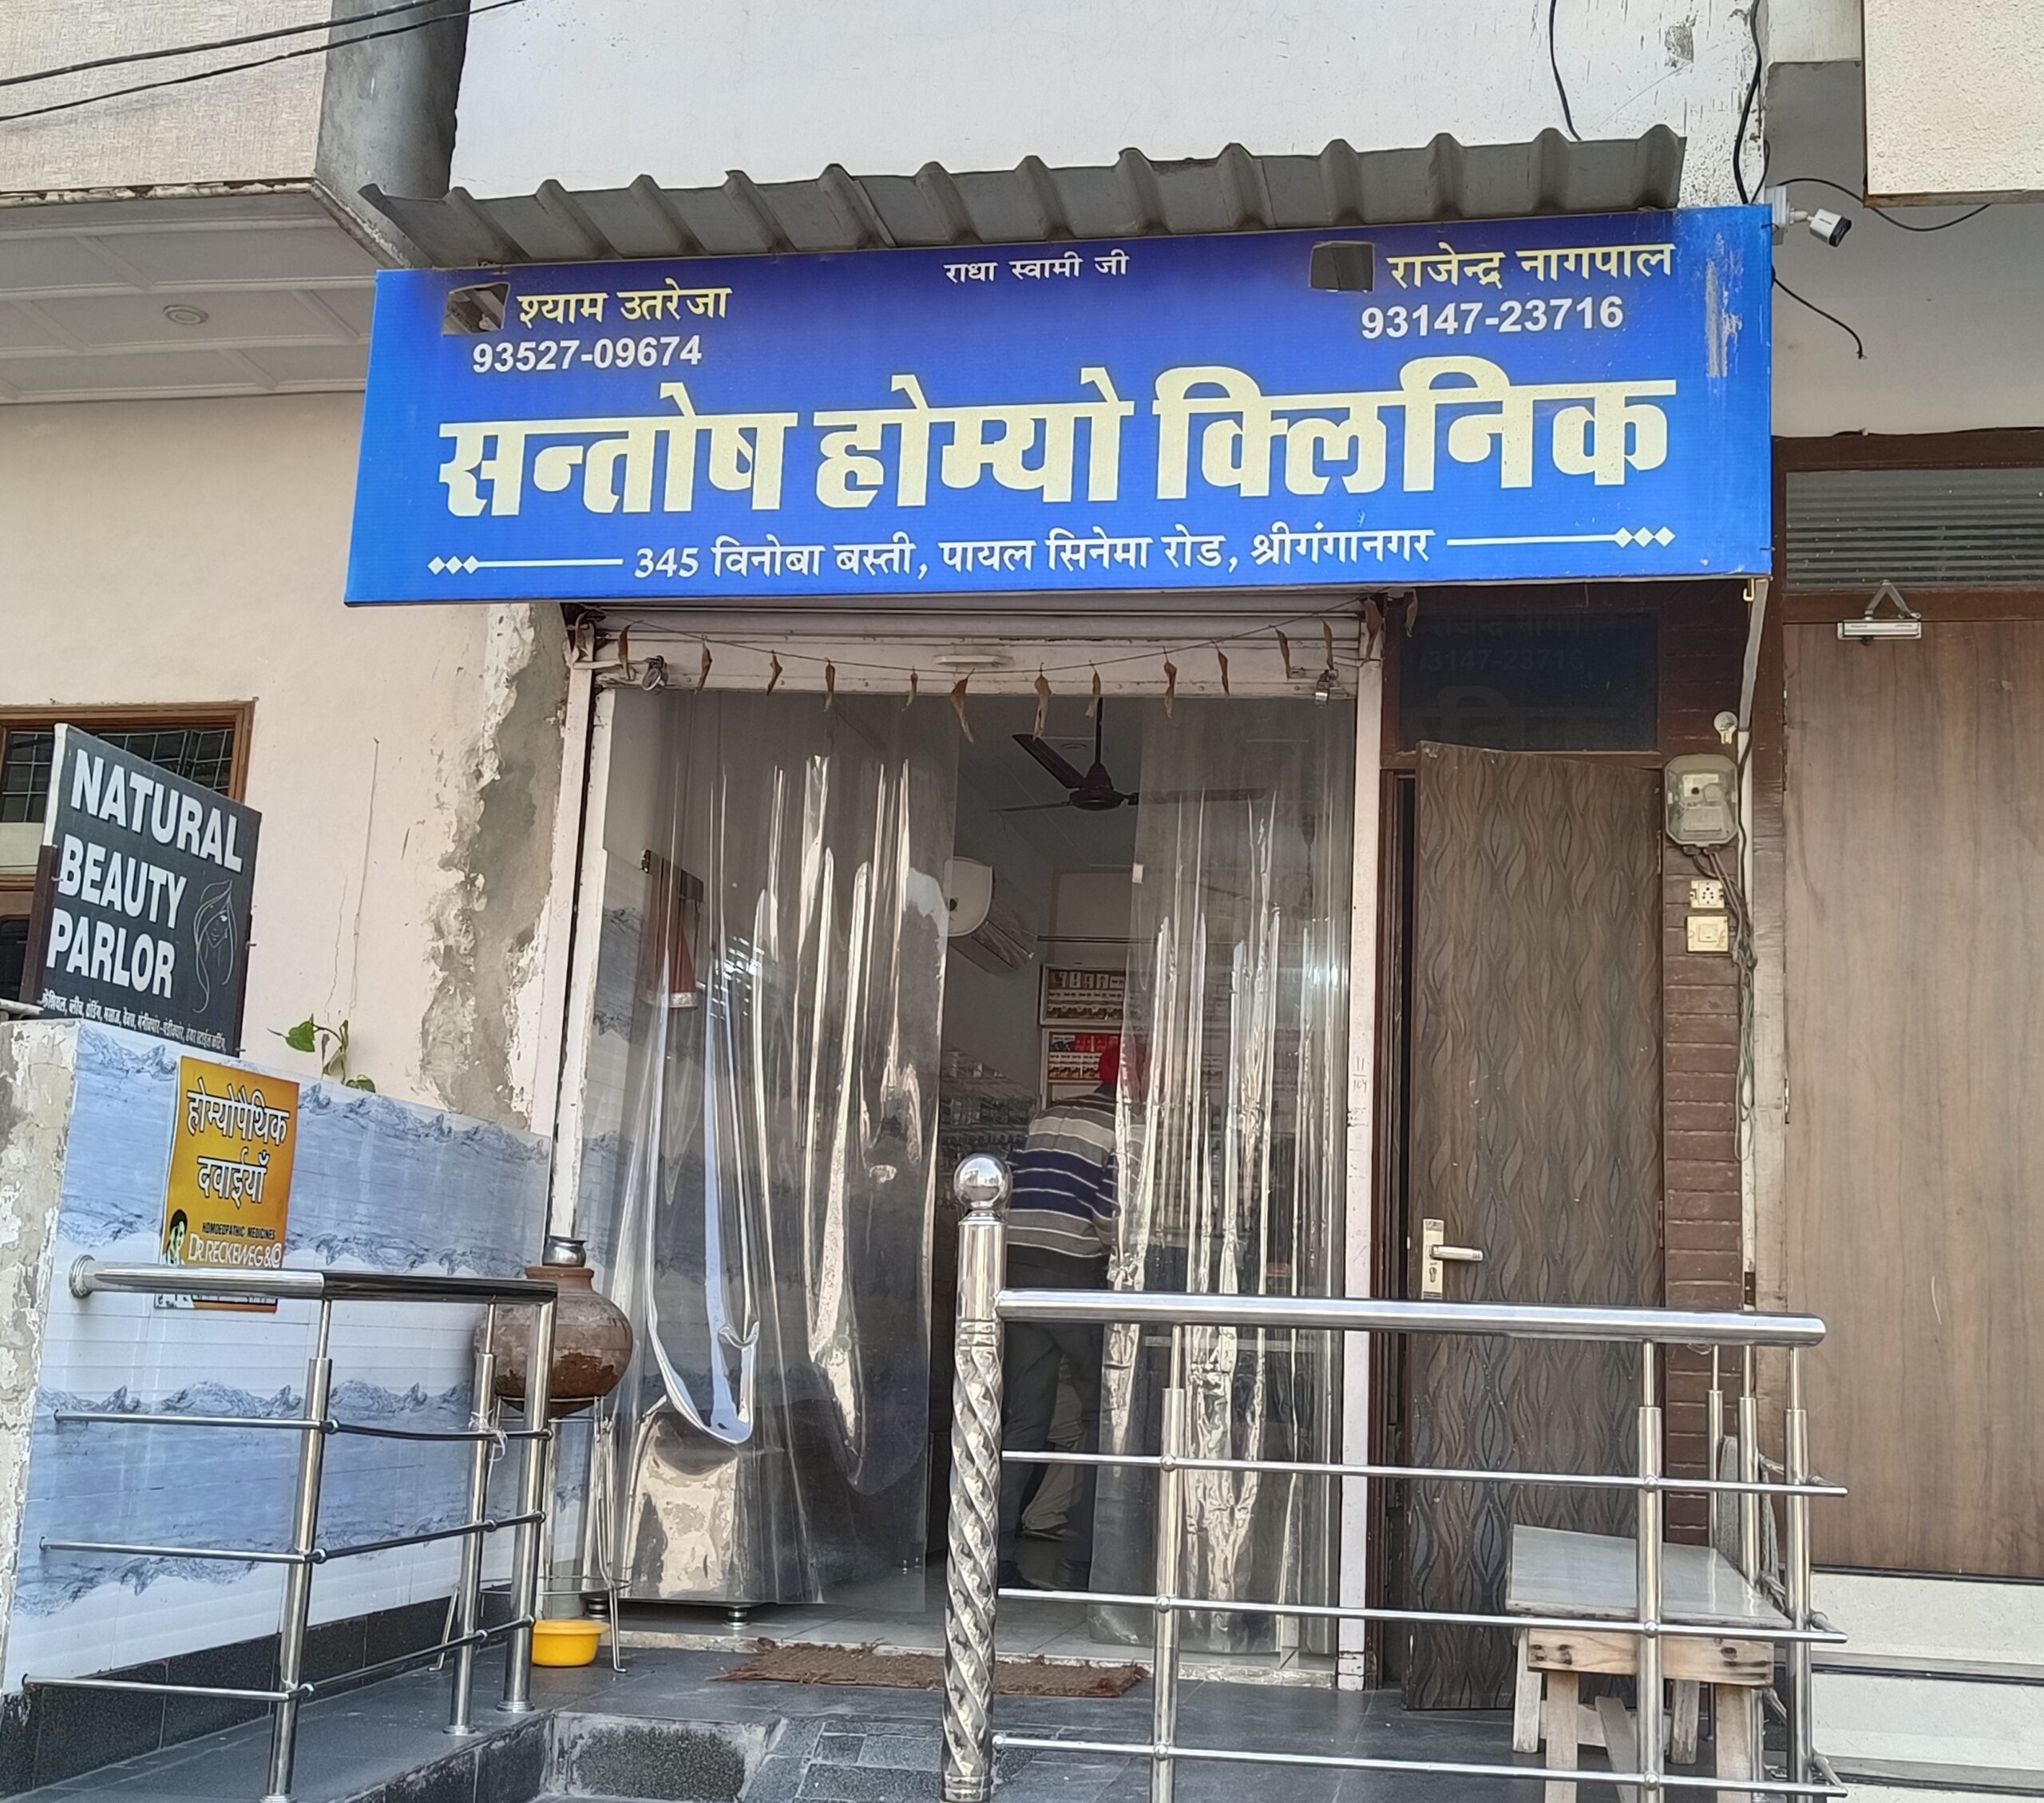 राधा स्वामी जी
श्याम उतरेजा
93527-09674
राजेन्द्र नागपाल
93147-23716
सन्तोष होम्यो क्लिनिक
345 विनोबा बस्ती, पायल सिनेमा रोड, श्रीगंगानगर
NATURAL
BEAUTY
PARLOR
होम्योपैथिक
दवाईयाँ
HOMOEOPATHIC MEDICINES
DR. RECKEWEG & CO